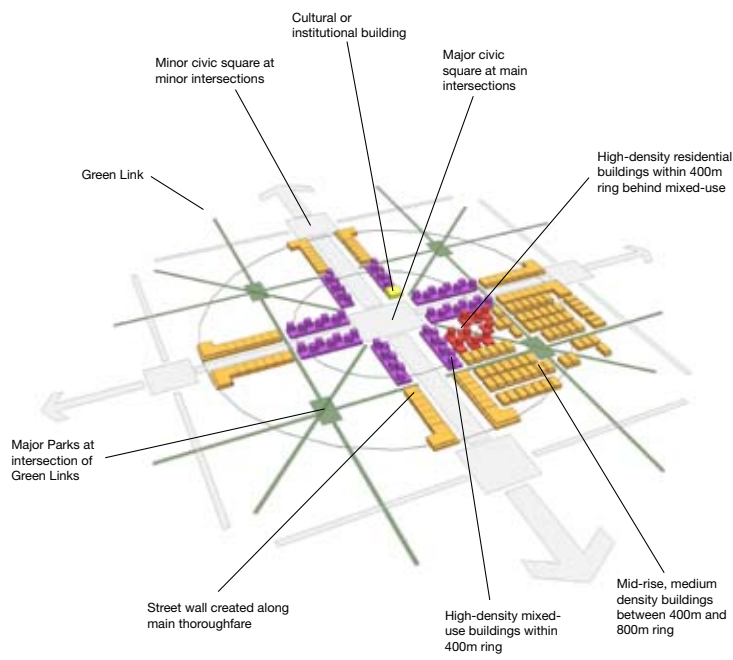 Cultural or
institutional building
Minor civic square at
minor intersections
Major civic
square at main
intersections
High-density residential
buildings within 400m
ring behind mixed-use
Green Link
Major Parks at
intersection of
Green Links
Street wall created along
main thoroughfare
High-density mixed-
use buildings within
400m ring
Mid-rise, medium
density buildings
between 400m and
800m ring